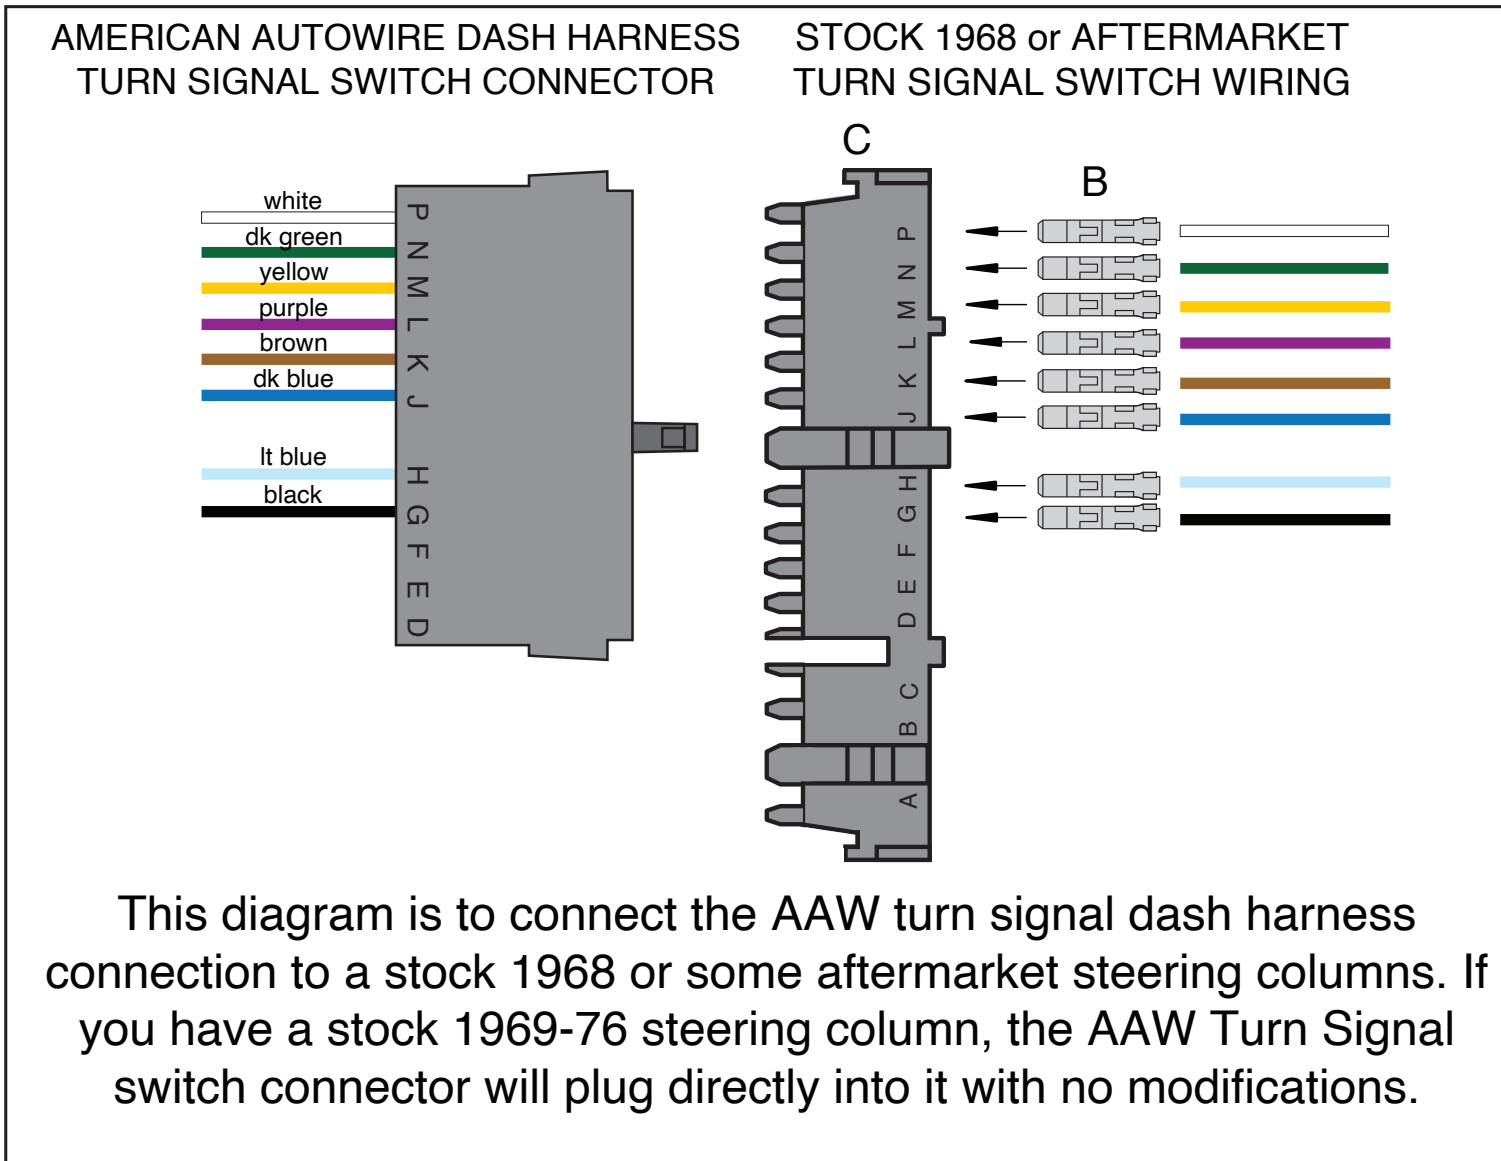 AMERICAN AUTOWIRE DASH HARNESS
TURN SIGNAL SWITCH CONNECTOR
STOCK 1968 or AFTERMARKET
TURN SIGNAL SWITCH WIRING
white
dk green
yellow
purple
brown
dk blue
lt blue
black
P
N
M
L
K
J
H
G
F
E
D
C
P
N
M
L
K
J
H
G
F
E
D
C
B
A
B
This diagram is to connect the AAW turn signal dash harness
connection to a stock 1968 or some aftermarket steering columns. If
you have a stock 1969-76 steering column, the AAW Turn Signal
switch connector will plug directly into it with no modifications.